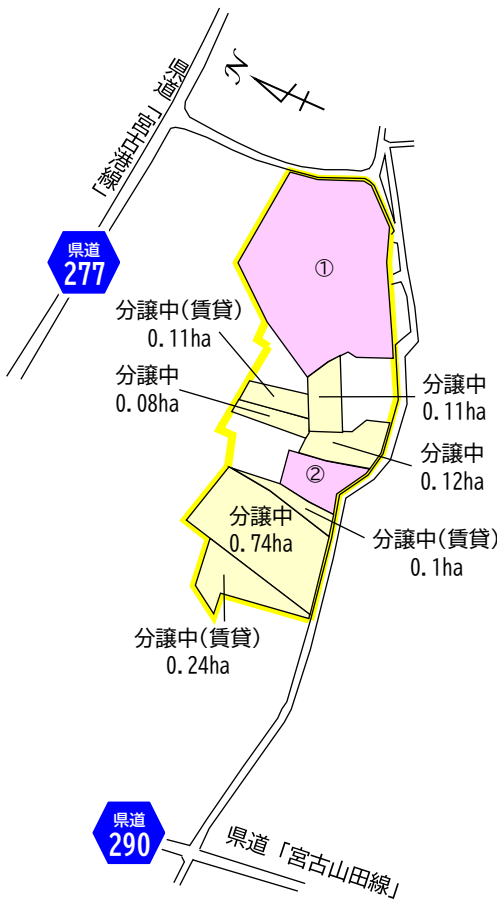 県道「宮古港線」
N
県道
277
①
分譲中(賃貸)
0.11ha
分譲中
0.08ha
分譲中
0.11ha
分譲中
0.12ha
②
分譲中
0.74ha
分譲中(賃貸)
0.1ha
分譲中(賃貸)
0.24ha
県道
290
県道「宮古山田線」